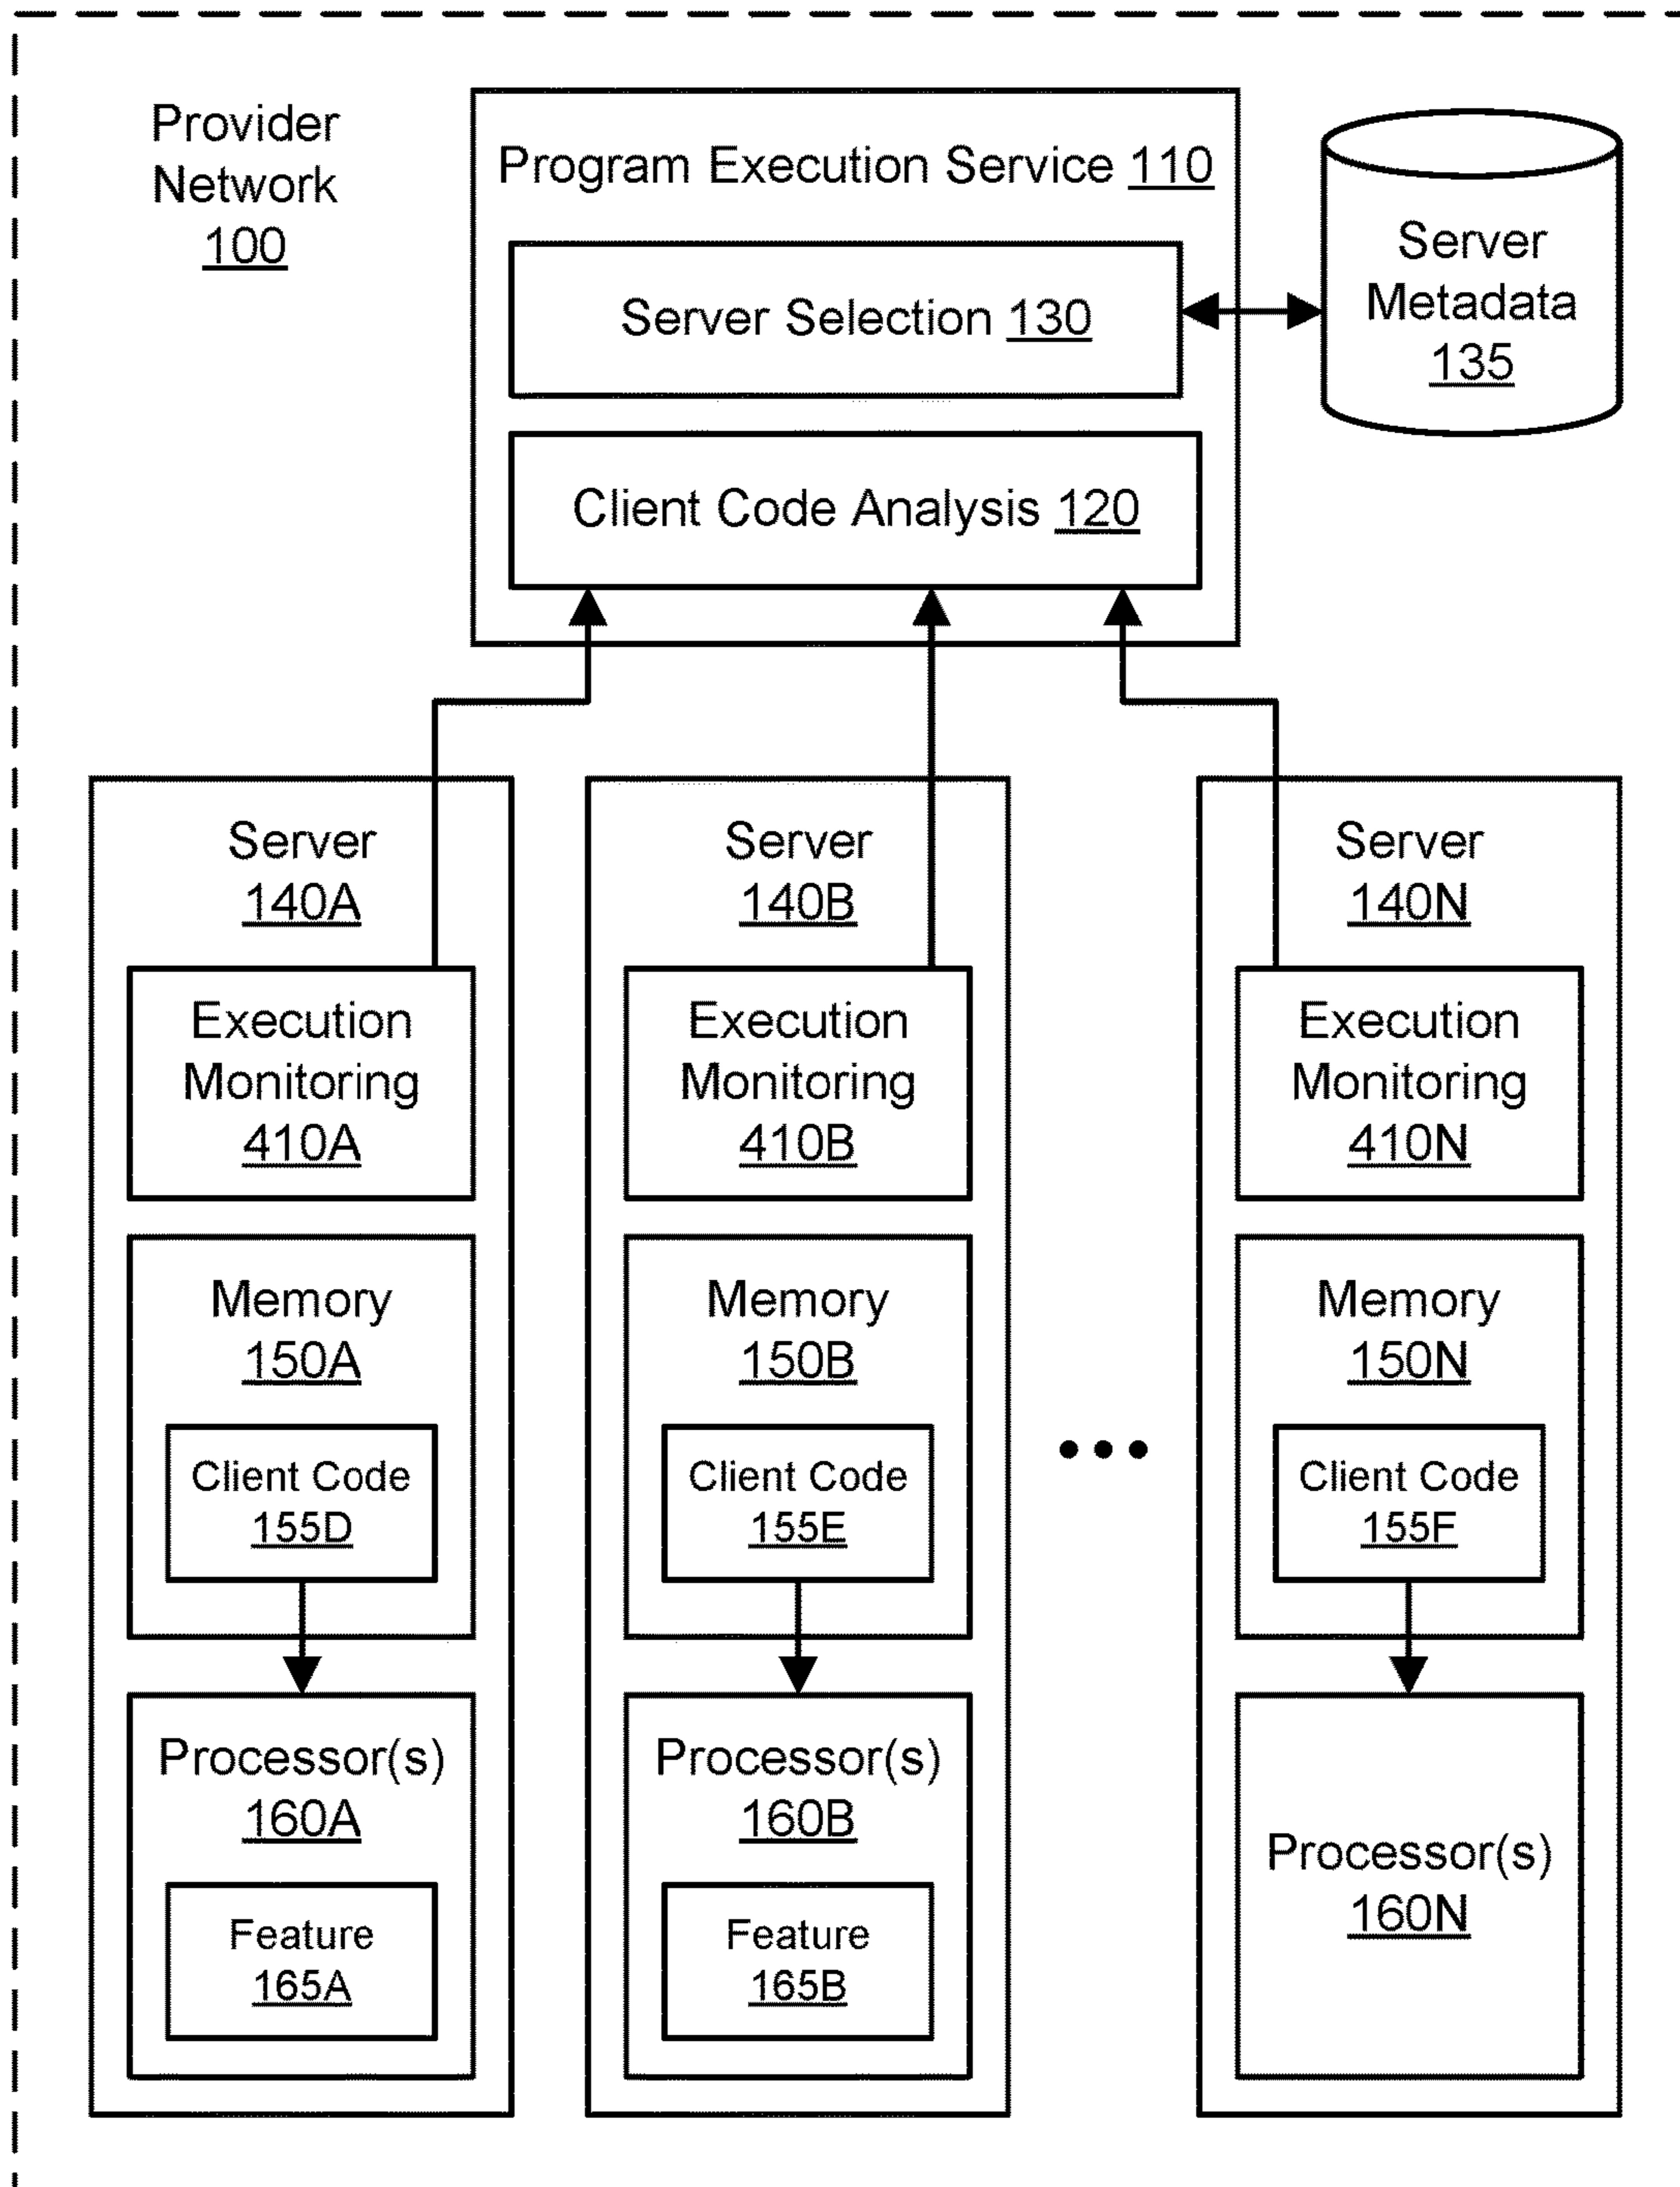 Provider
Network
100
Program Execution Service 110
Server Selection 130
Client Code Analysis 120
Server
Metadata
135
Server
140A
Execution
Monitoring
410A
Memory
150A
Client Code
155D
Processor(s)
160A
Feature
165A
Server
140B
Execution
Monitoring
410B
Memory
150B
Client Code
155E
Processor(s)
160B
Feature
165B
•••
Server
140N
Execution
Monitoring
410N
Memory
150N
Client Code
155F
Processor(s)
160N